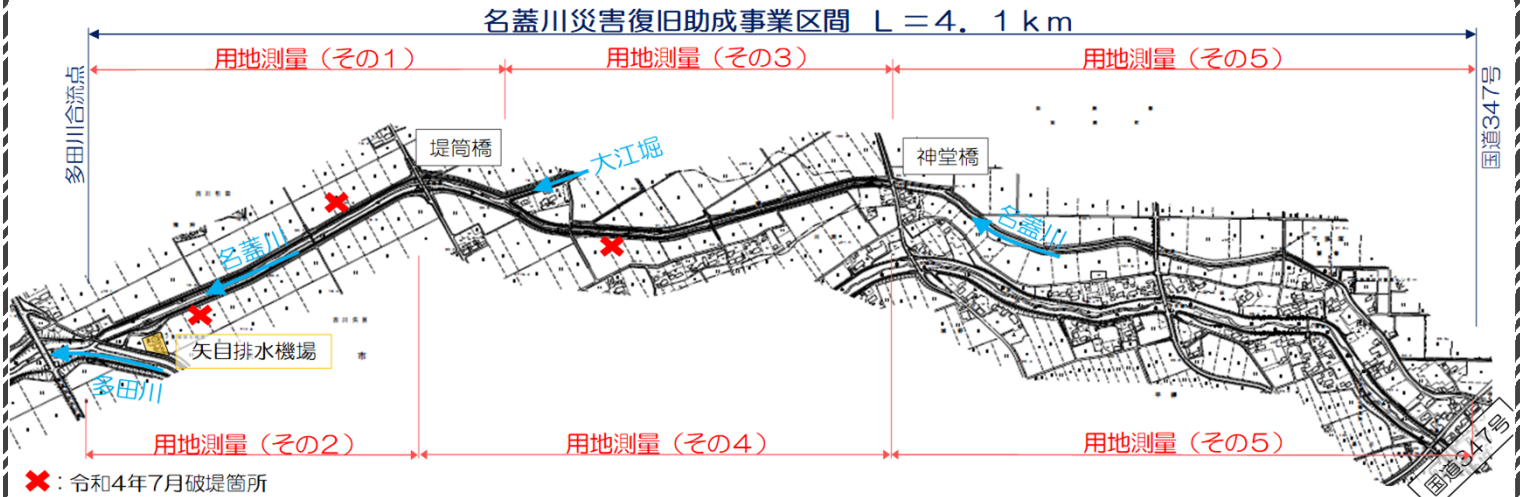 名蓋川災害復旧助成事業区間 L=4.1km
用地測量(その1)
用地測量(その3)
用地測量(その5)
多田川合流点
国道347号
堤筒橋
大江堀
神堂橋
名蓋川
名蓋川
矢目排水機場
市
多田川
用地測量(その2)
用地測量(その4)
用地測量(その5)
国道347号
✖:令和4年7月破堤箇所